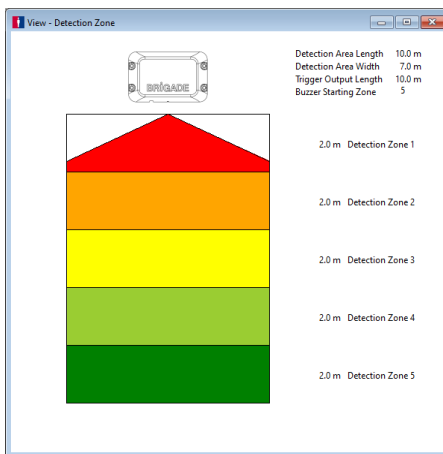 View - Detection Zone
Detection Area Length 10.0 m
Detection Area Width 7.0 m
Trigger Output Length 10.0 m
Buzzer Starting Zone 5
BRIGADE
2.0 m Detection Zone 1
2.0 m Detection Zone 2
2.0 m Detection Zone 3
2.0 m Detection Zone 4
2.0 m Detection Zone 5